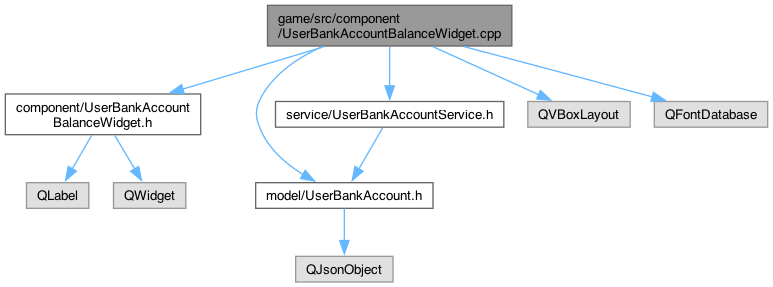 game/src/component
/UserBankAccountBalanceWidget.cpp
component/UserBankAccount
BalanceWidget.h
service/UserBankAccountService.h
QVBoxLayout
QFontDatabase
QLabel
QWidget
model/UserBankAccount.h
QJsonObject